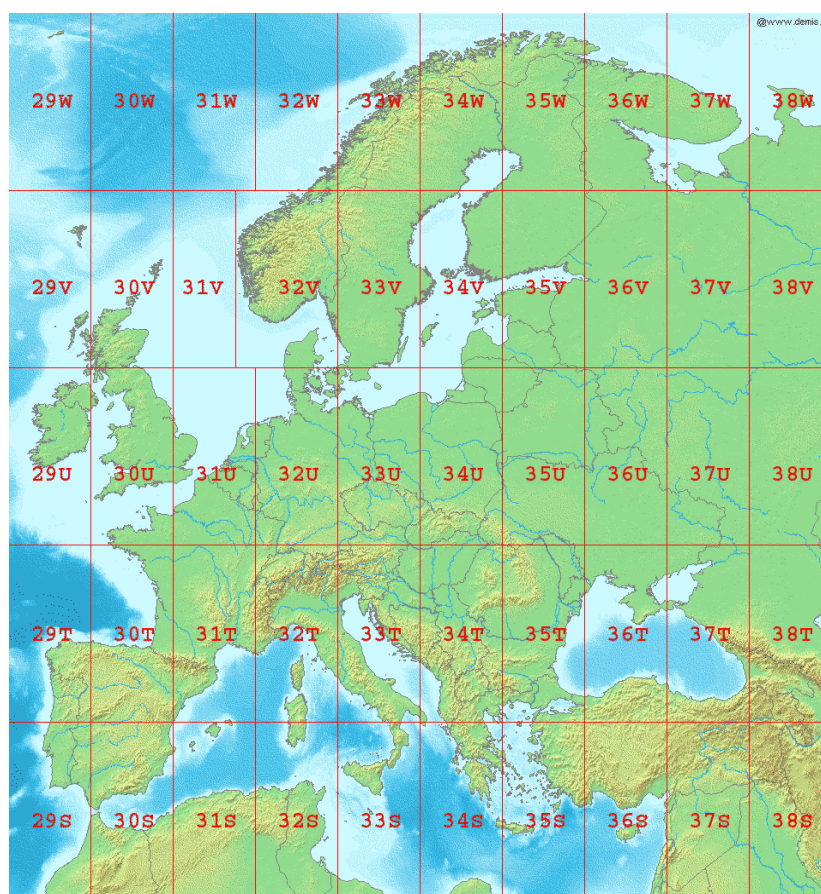 @www.demis.
29W 30W 31W 32W 33W 34W 35W 36W 37W 38W
29V 30V 31V 32V 33V 34V 35V 36V 37V 38V
29U 30U 31U 32U 33U 34U 35U 36U 37U 38U
29T 30T 31T 32T 33T 34T 35T 36T 37T 38T
29S 30S 31S 32S 33S 34S 35S 36S 37S 38S